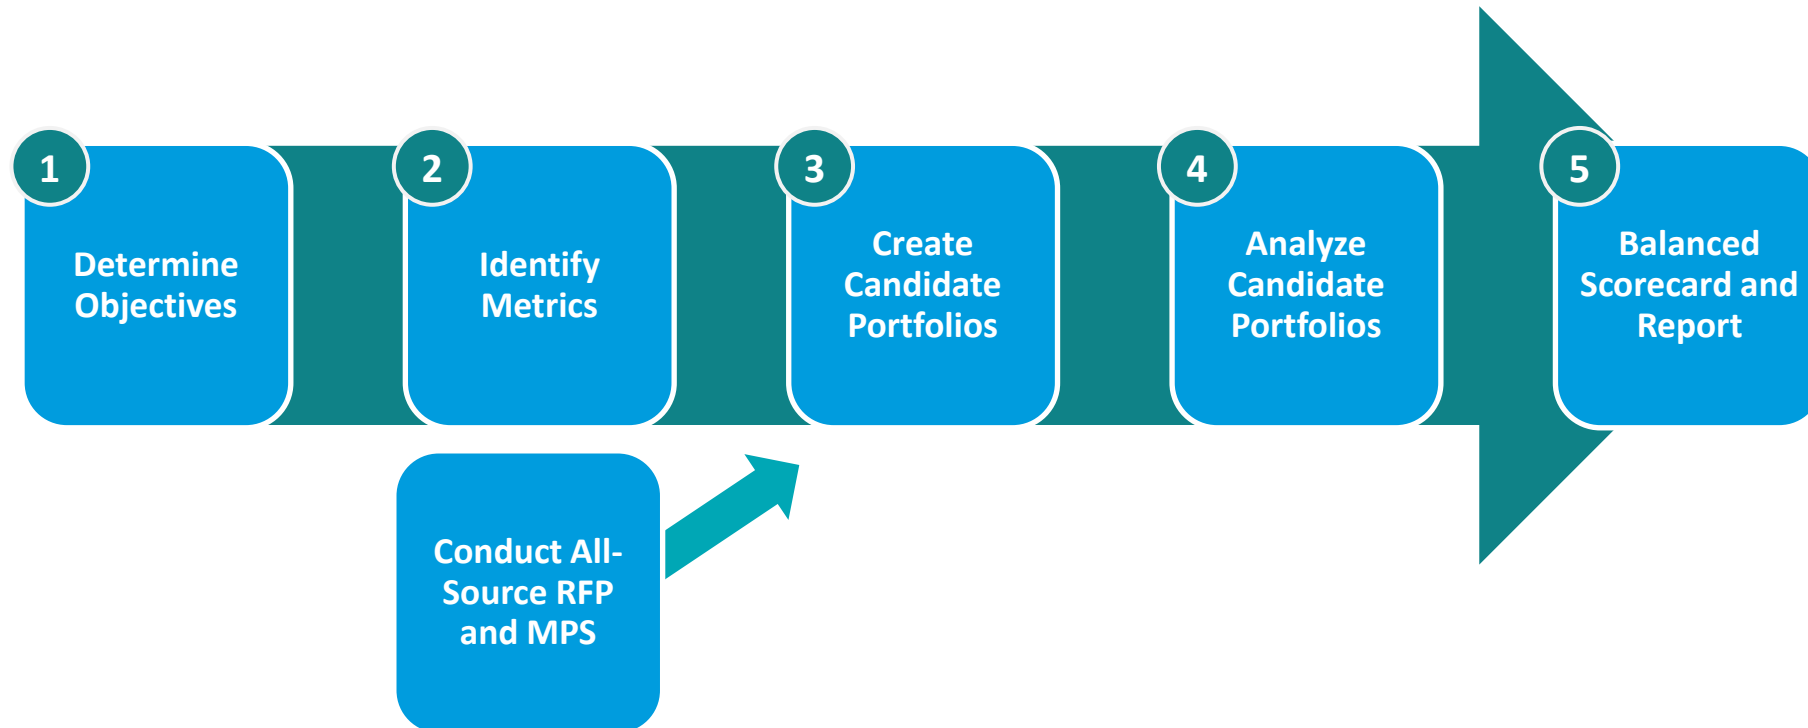 1
Determine
Objectives
2
Identify
Metrics
3
Create
Candidate
Portfolios
4
Analyze
Candidate
Portfolios
5
Balanced
Scorecard and
Report
Conduct All-
Source RFP
and MPS